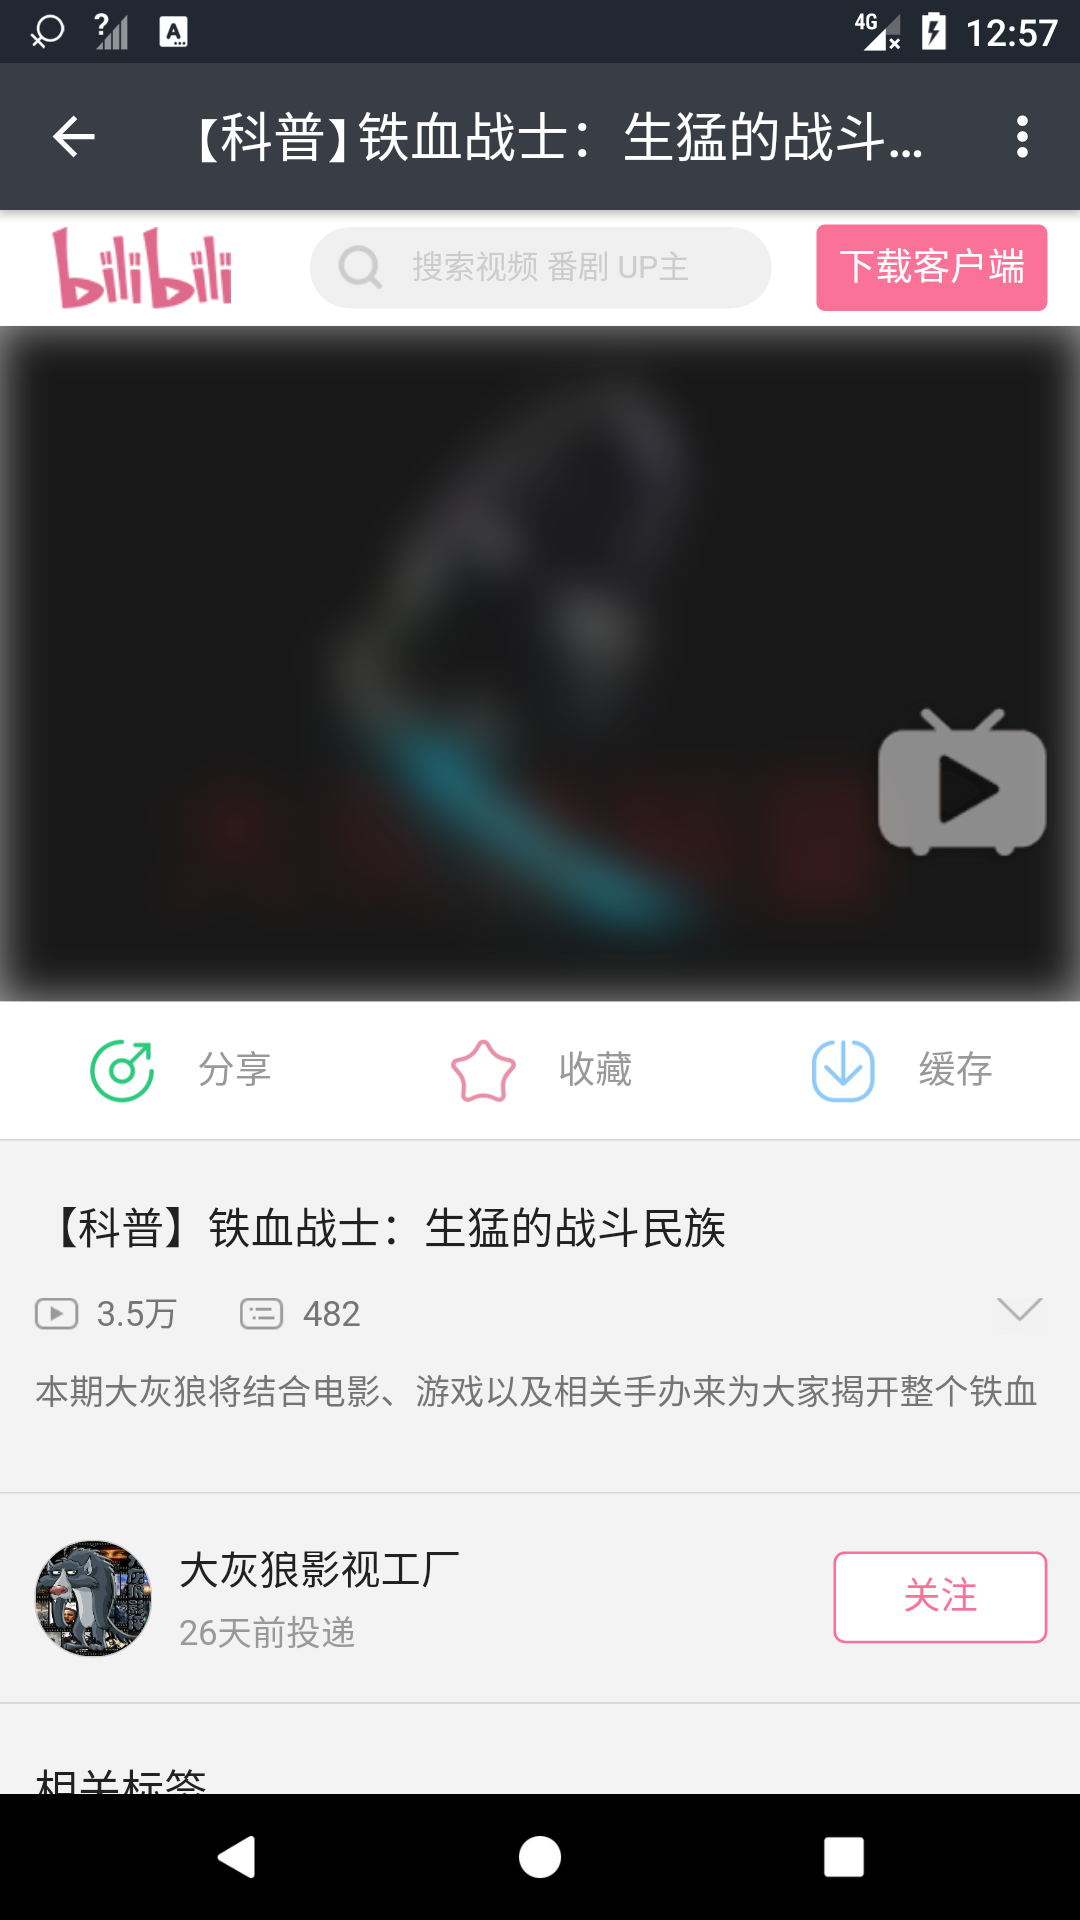 4G 12:57
【科普】铁血战士：生猛的战斗...
bilibili 搜索视频 番剧 UP主 下载客户端
分享 收藏 缓存
【科普】铁血战士：生猛的战斗民族
3.5万 482
本期大灰狼将结合电影、游戏以及相关手办来为大家揭开整个铁血
大灰狼影视工厂
26天前投递
关注
相关标签